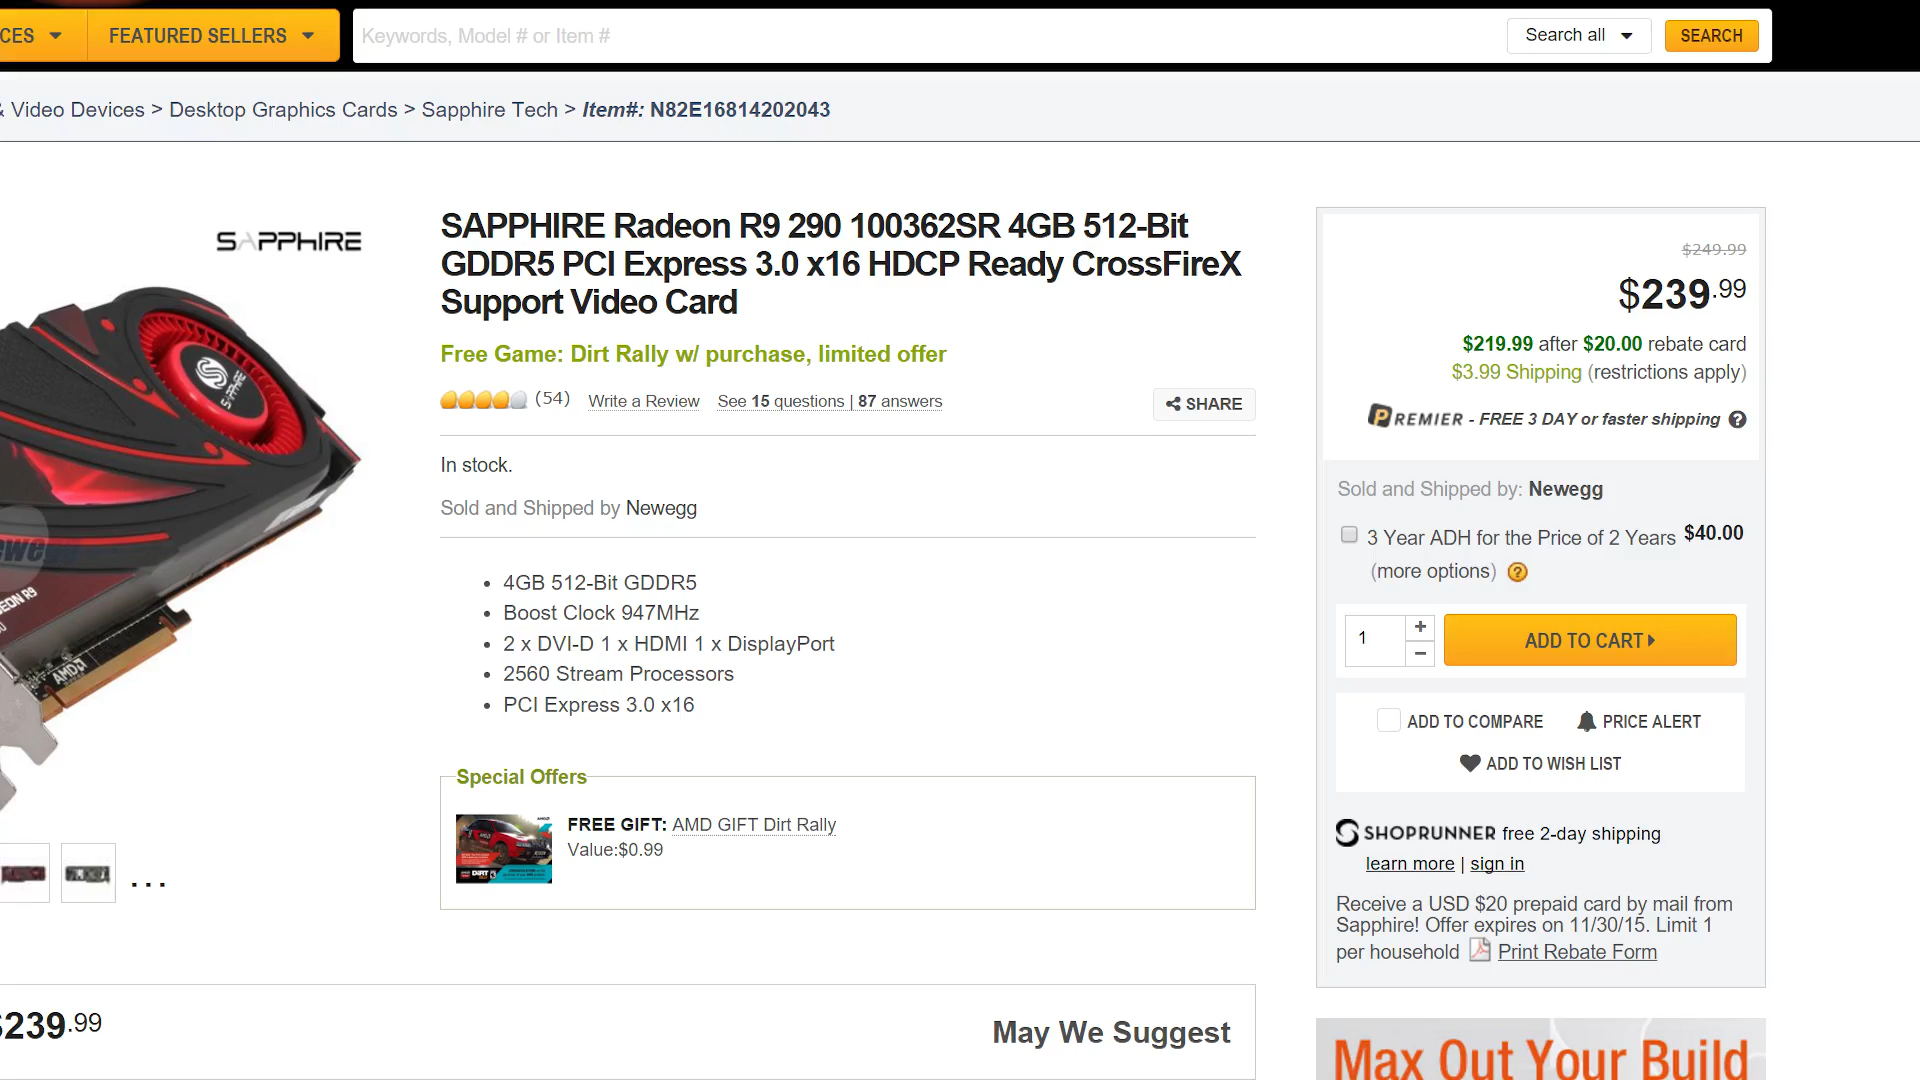 CES
FEATURED SELLERS
Keywords, Model # or Item #
Search all
SEARCH
& Video Devices > Desktop Graphics Cards > Sapphire Tech > Item#: N82E16814202043
SAPPHIRE
SAPPHIRE
RADEON R9
AMD
SAPPHIRE Radeon R9 290 100362SR 4GB 512-Bit
GDDR5 PCI Express 3.0 x16 HDCP Ready CrossFireX
Support Video Card
Free Game: Dirt Rally w/ purchase, limited offer
(54) Write a Review See 15 questions | 87 answers
SHARE
In stock.
Sold and Shipped by Newegg
• 4GB 512-Bit GDDR5
• Boost Clock 947MHz
• 2 x DVI-D 1 x HDMI 1 x DisplayPort
• 2560 Stream Processors
• PCI Express 3.0 x16
Special Offers
FREE GIFT: AMD GIFT Dirt Rally
Value:$0.99
...
$239.99
May We Suggest
$249.99
$239.99
$219.99 after $20.00 rebate card
$3.99 Shipping (restrictions apply)
PREMIER - FREE 3 DAY or faster shipping ?
Sold and Shipped by: Newegg
3 Year ADH for the Price of 2 Years $40.00
(more options) ?
1 + −
ADD TO CART
ADD TO COMPARE
PRICE ALERT
ADD TO WISH LIST
SHOPRUNNER free 2-day shipping
learn more | sign in
Receive a USD $20 prepaid card by mail from
Sapphire! Offer expires on 11/30/15. Limit 1
per household Print Rebate Form
Max Out Your Build